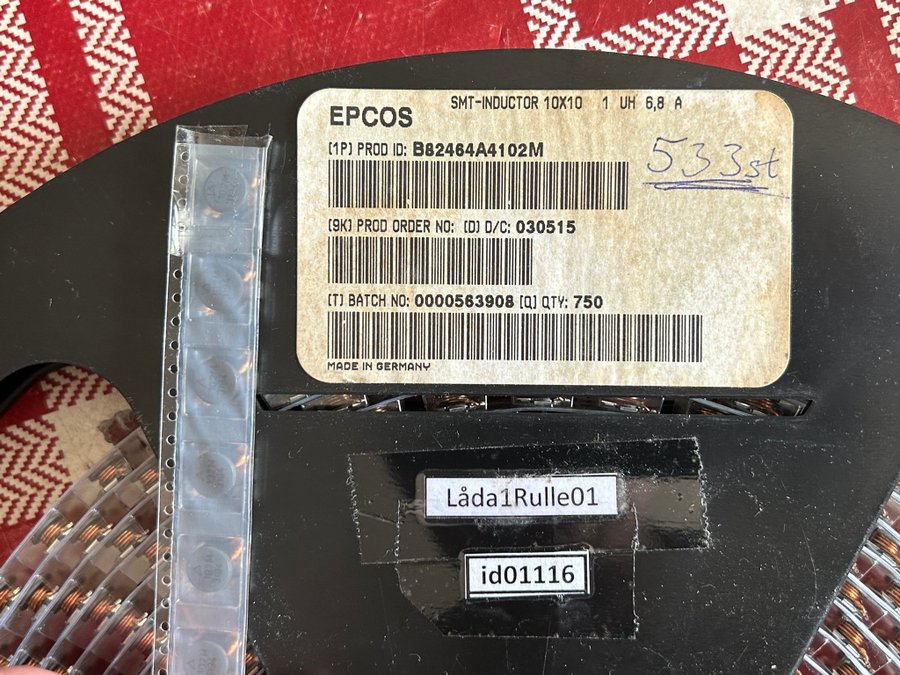 SMT-INDUCTOR 10X10 1 UH 6,8 A
EPCOS
[1P] PROD ID: B82464A4102M
533st
[9K] PROD ORDER NO: [D] D/C: 030515
[T] BATCH NO: 0000563908 [Q] QTY: 750
MADE IN GERMANY
Låda1Rulle01
id01116